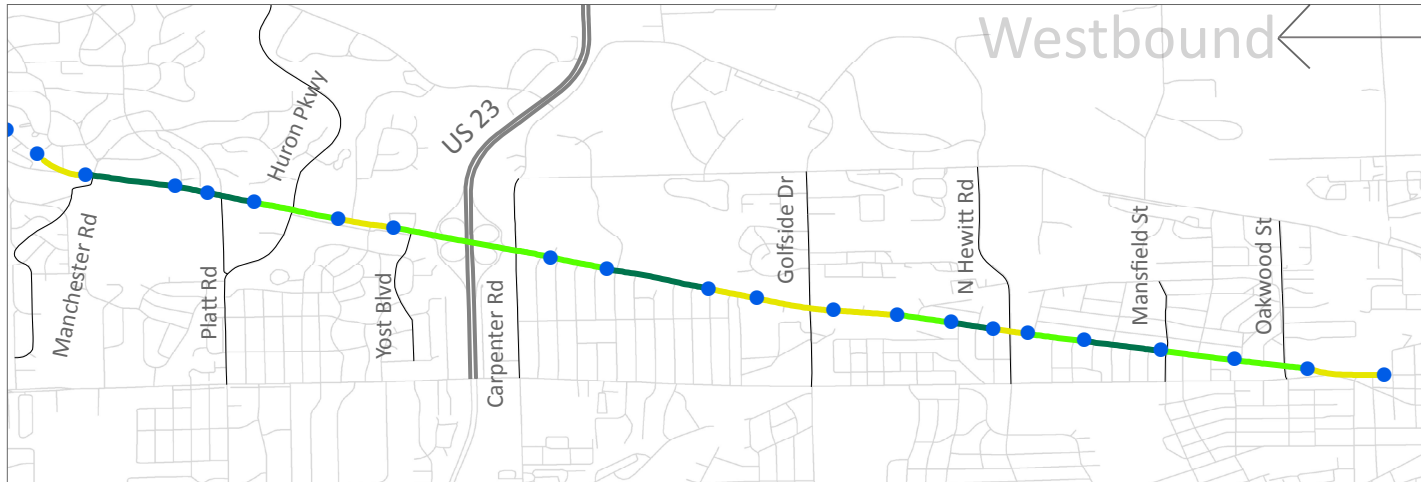 Westbound
US 23
Huron Pkwy
Manchester Rd
Platt Rd
Yost Blvd
Carpenter Rd
Golfside Dr
N Hewitt Rd
Mansfield St
Oakwood St